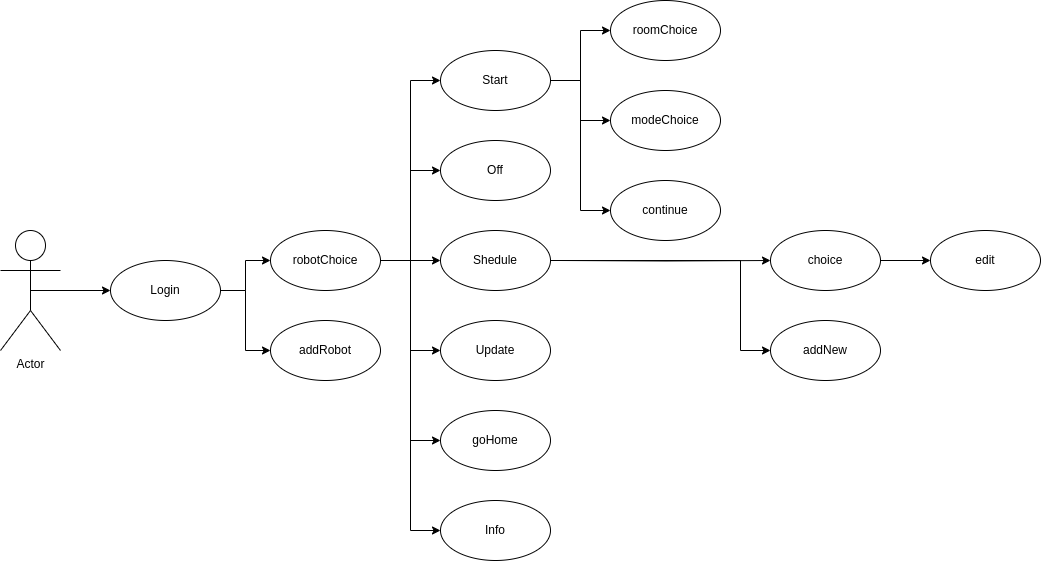 roomChoice
Start
modeChoice
Off
continue
robotChoice
Shedule
choice
edit
Login
addRobot
Update
addNew
Actor
goHome
Info